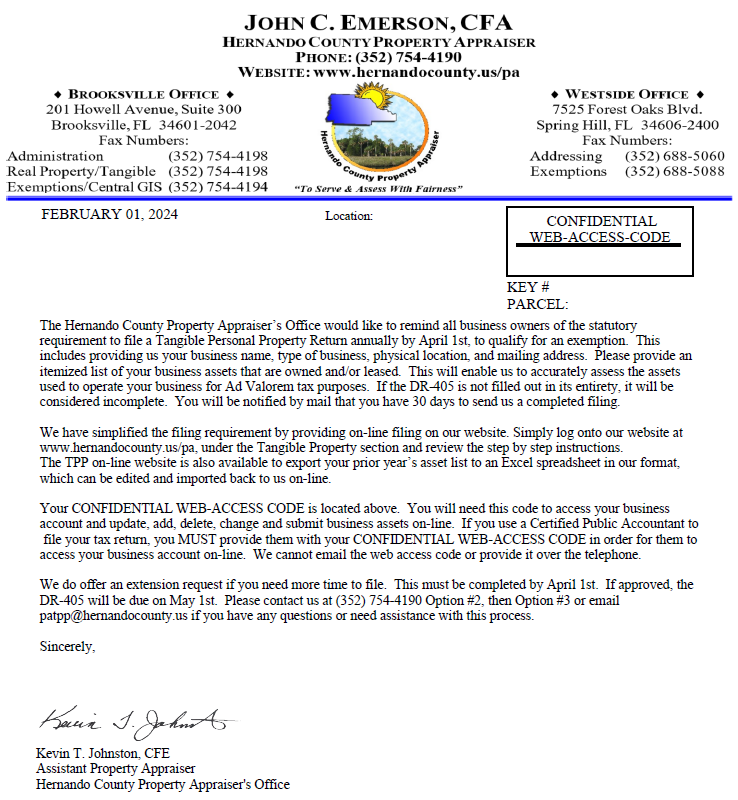 JOHN C. EMERSON, CFA
HERNANDO COUNTY PROPERTY APPRAISER
PHONE: (352) 754-4190
WEBSITE: www.hernandocounty.us/pa
♦ BROOKSVILLE OFFICE ♦
201 Howell Avenue, Suite 300
Brooksville, FL 34601-2042
Fax Numbers:
Administration (352) 754-4198
Real Property/Tangible (352) 754-4198
Exemptions/Central GIS (352) 754-4194
Hernando County Property Appraiser
"To Serve & Assess With Fairness"
♦ WESTSIDE OFFICE ♦
7525 Forest Oaks Blvd.
Spring Hill, FL 34606-2400
Fax Numbers:
Addressing (352) 688-5060
Exemptions (352) 688-5088
FEBRUARY 01, 2024
Location:
CONFIDENTIAL
WEB-ACCESS-CODE
KEY #
PARCEL:
The Hernando County Property Appraiser's Office would like to remind all business owners of the statutory
requirement to file a Tangible Personal Property Return annually by April 1st, to qualify for an exemption. This
includes providing us your business name, type of business, physical location, and mailing address. Please provide an
itemized list of your business assets that are owned and/or leased. This will enable us to accurately assess the assets
used to operate your business for Ad Valorem tax purposes. If the DR-405 is not filled out in its entirety, it will be
considered incomplete. You will be notified by mail that you have 30 days to send us a completed filing.
We have simplified the filing requirement by providing on-line filing on our website. Simply log onto our website at
www.hernandocounty.us/pa, under the Tangible Property section and review the step by step instructions.
The TPP on-line website is also available to export your prior year's asset list to an Excel spreadsheet in our format,
which can be edited and imported back to us on-line.
Your CONFIDENTIAL WEB-ACCESS CODE is located above. You will need this code to access your business
account and update, add, delete, change and submit business assets on-line. If you use a Certified Public Accountant to
file your tax return, you MUST provide them with your CONFIDENTIAL WEB-ACCESS CODE in order for them to
access your business account on-line. We cannot email the web access code or provide it over the telephone.
We do offer an extension request if you need more time to file. This must be completed by April 1st. If approved, the
DR-405 will be due on May 1st. Please contact us at (352) 754-4190 Option #2, then Option #3 or email
patpp@hernandocounty.us if you have any questions or need assistance with this process.
Sincerely,
Kevin T. Johnston
Kevin T. Johnston, CFE
Assistant Property Appraiser
Hernando County Property Appraiser's Office